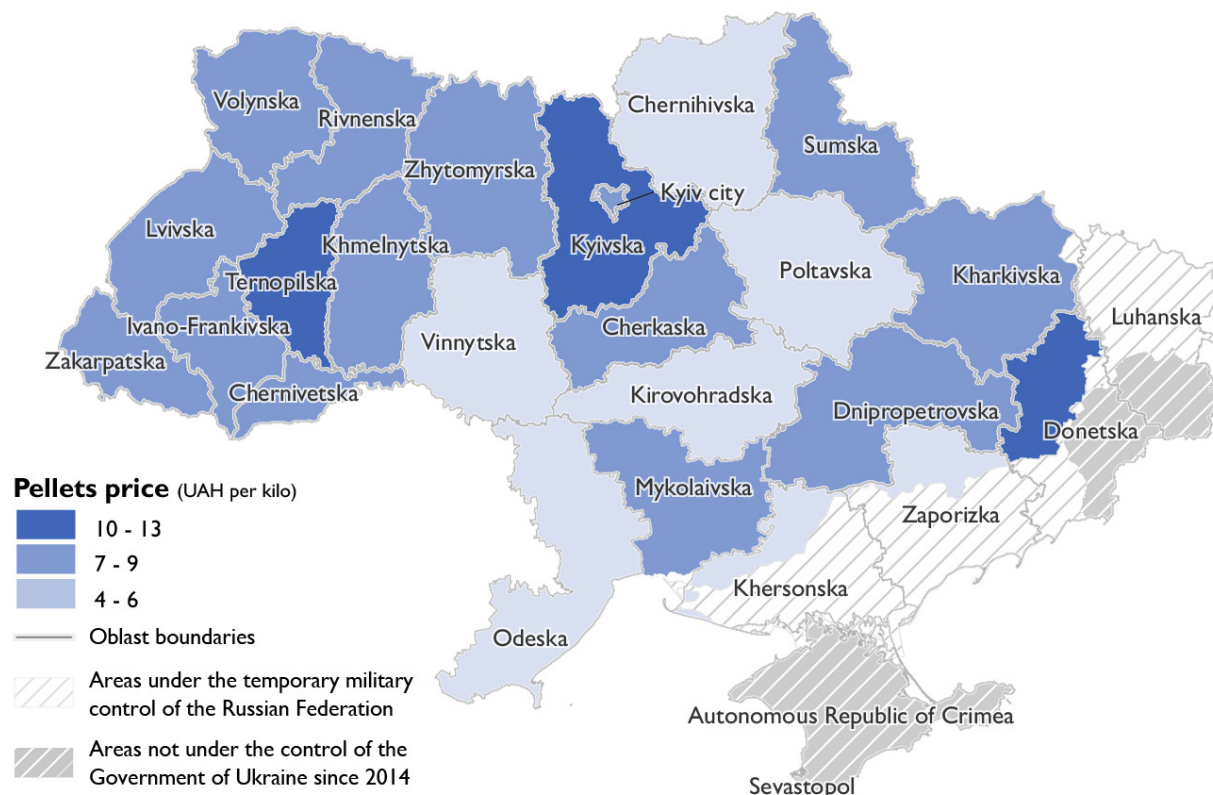 Chernihivska
Volynska
Rivnenska
Sumska
Zhytomyrska
Kyiv city
Lvivska
Khmelnytska
Kyivska
Poltavska
Kharkivska
Ternopilska
Luhanska
Ivano-Frankivska
Cherkaska
Vinnytska
Zakarpatska
Chernivetska
Kirovohradska
Dnipropetrovska
Donetska
Mykolaivska
Zaporizka
Khersonska
Odeska
Autonomous Republic of Crimea
Sevastopol
Pellets price (UAH per kilo)
10 - 13
7 - 9
4 - 6
Oblast boundaries
Areas under the temporary military
control of the Russian Federation
Areas not under the control of the
Government of Ukraine since 2014